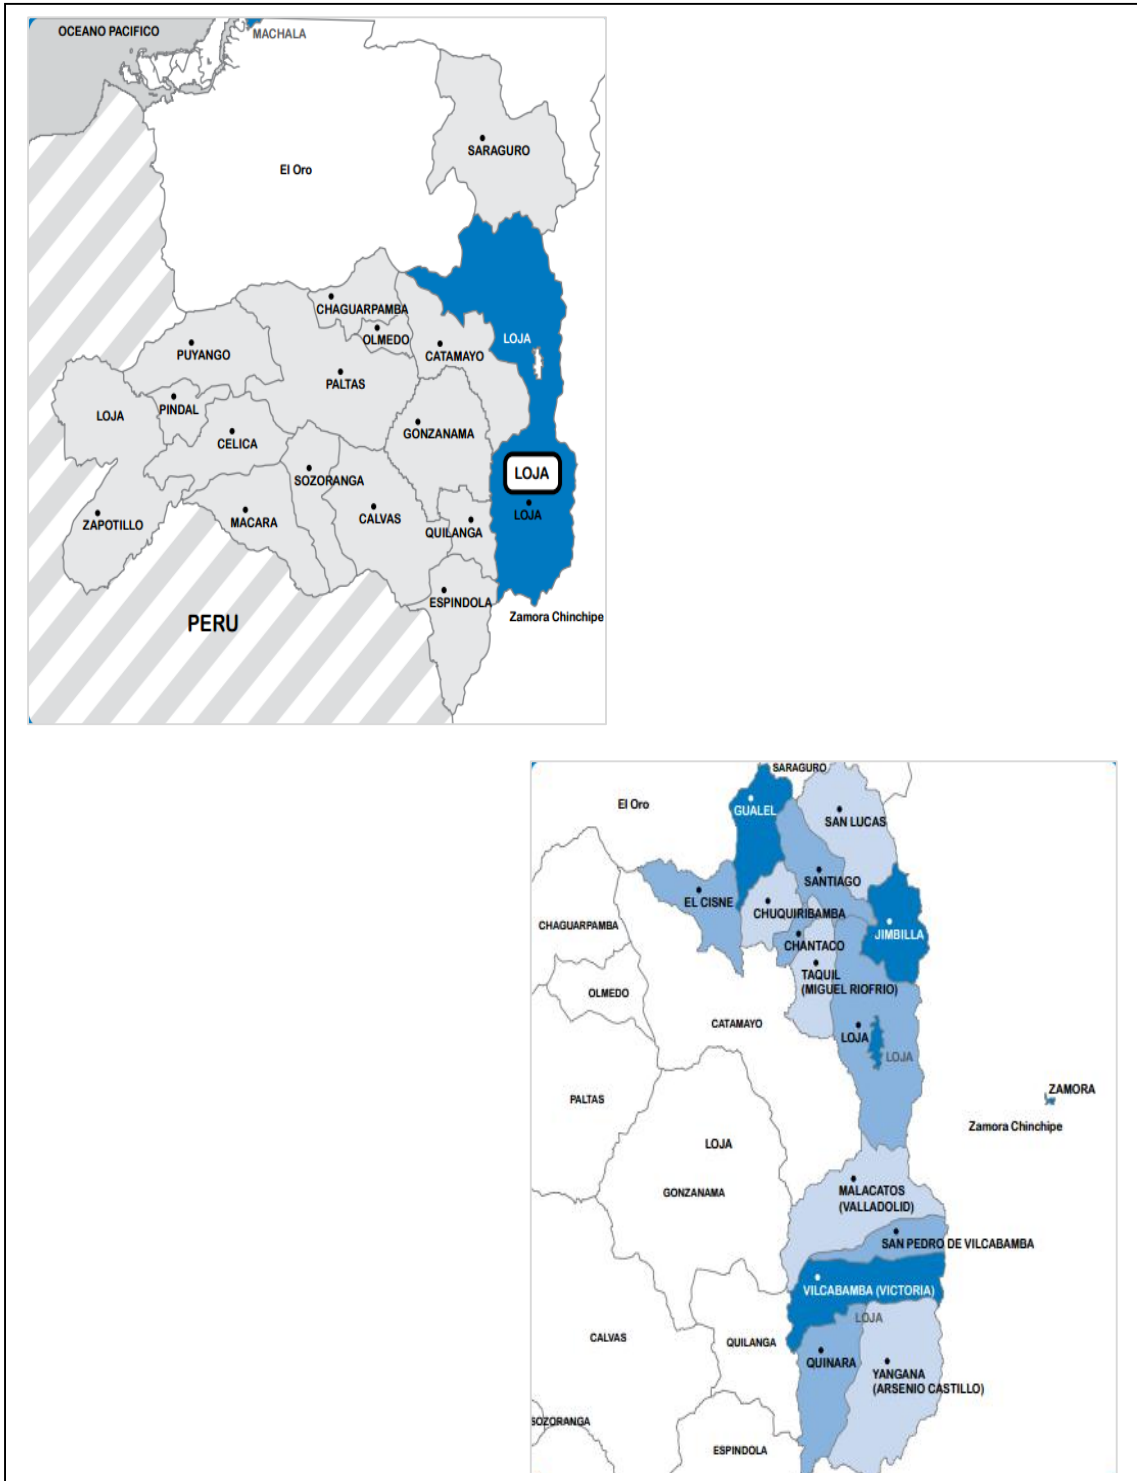 OCEANO PACIFICO
MACHALA
SARAGURO
El Oro
CHAGUARPAMBA
OLMEDO
LOJA
PUYANGO
CATAMAYO
PALTAS
PINDAL
LOJA
GONZANAMA
CELICA
LOJA
SOZORANGA
LOJA
ZAPOTILLO
MACARA
CALVAS
QUILANGA
ESPINDOLA
Zamora Chinchipe
PERU
SARAGURO
El Oro
GUALEL
SAN LUCAS
SANTIAGO
EL CISNE
CHUQUIRIBAMBA
CHAGUARPAMBA
JIMBILLA
CHANTACO
TAQUIL
(MIGUEL RIOFRIO)
OLMEDO
CATAMAYO
LOJA
LOJA
ZAMORA
PALTAS
Zamora Chinchipe
LOJA
MALACATOS
(VALLADOLID)
GONZANAMA
SAN PEDRO DE VILCABAMBA
VILCABAMBA (VICTORIA)
LOJA
CALVAS
QUILANGA
QUINARA
YANGANA
(ARSENIO CASTILLO)
SOZORANGA
ESPINDOLA